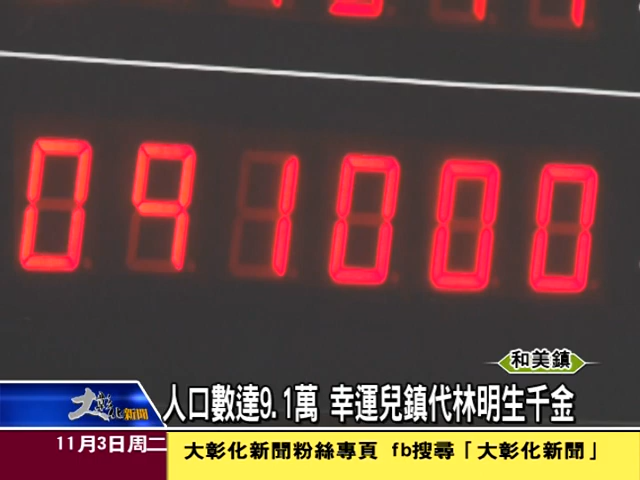 091000
和美鎮
大彰化新聞
人口數達9.1萬 幸運兒鎮代林明生千金
11月3日周二
大彰化新聞粉絲專頁 fb搜尋「大彰化新聞」